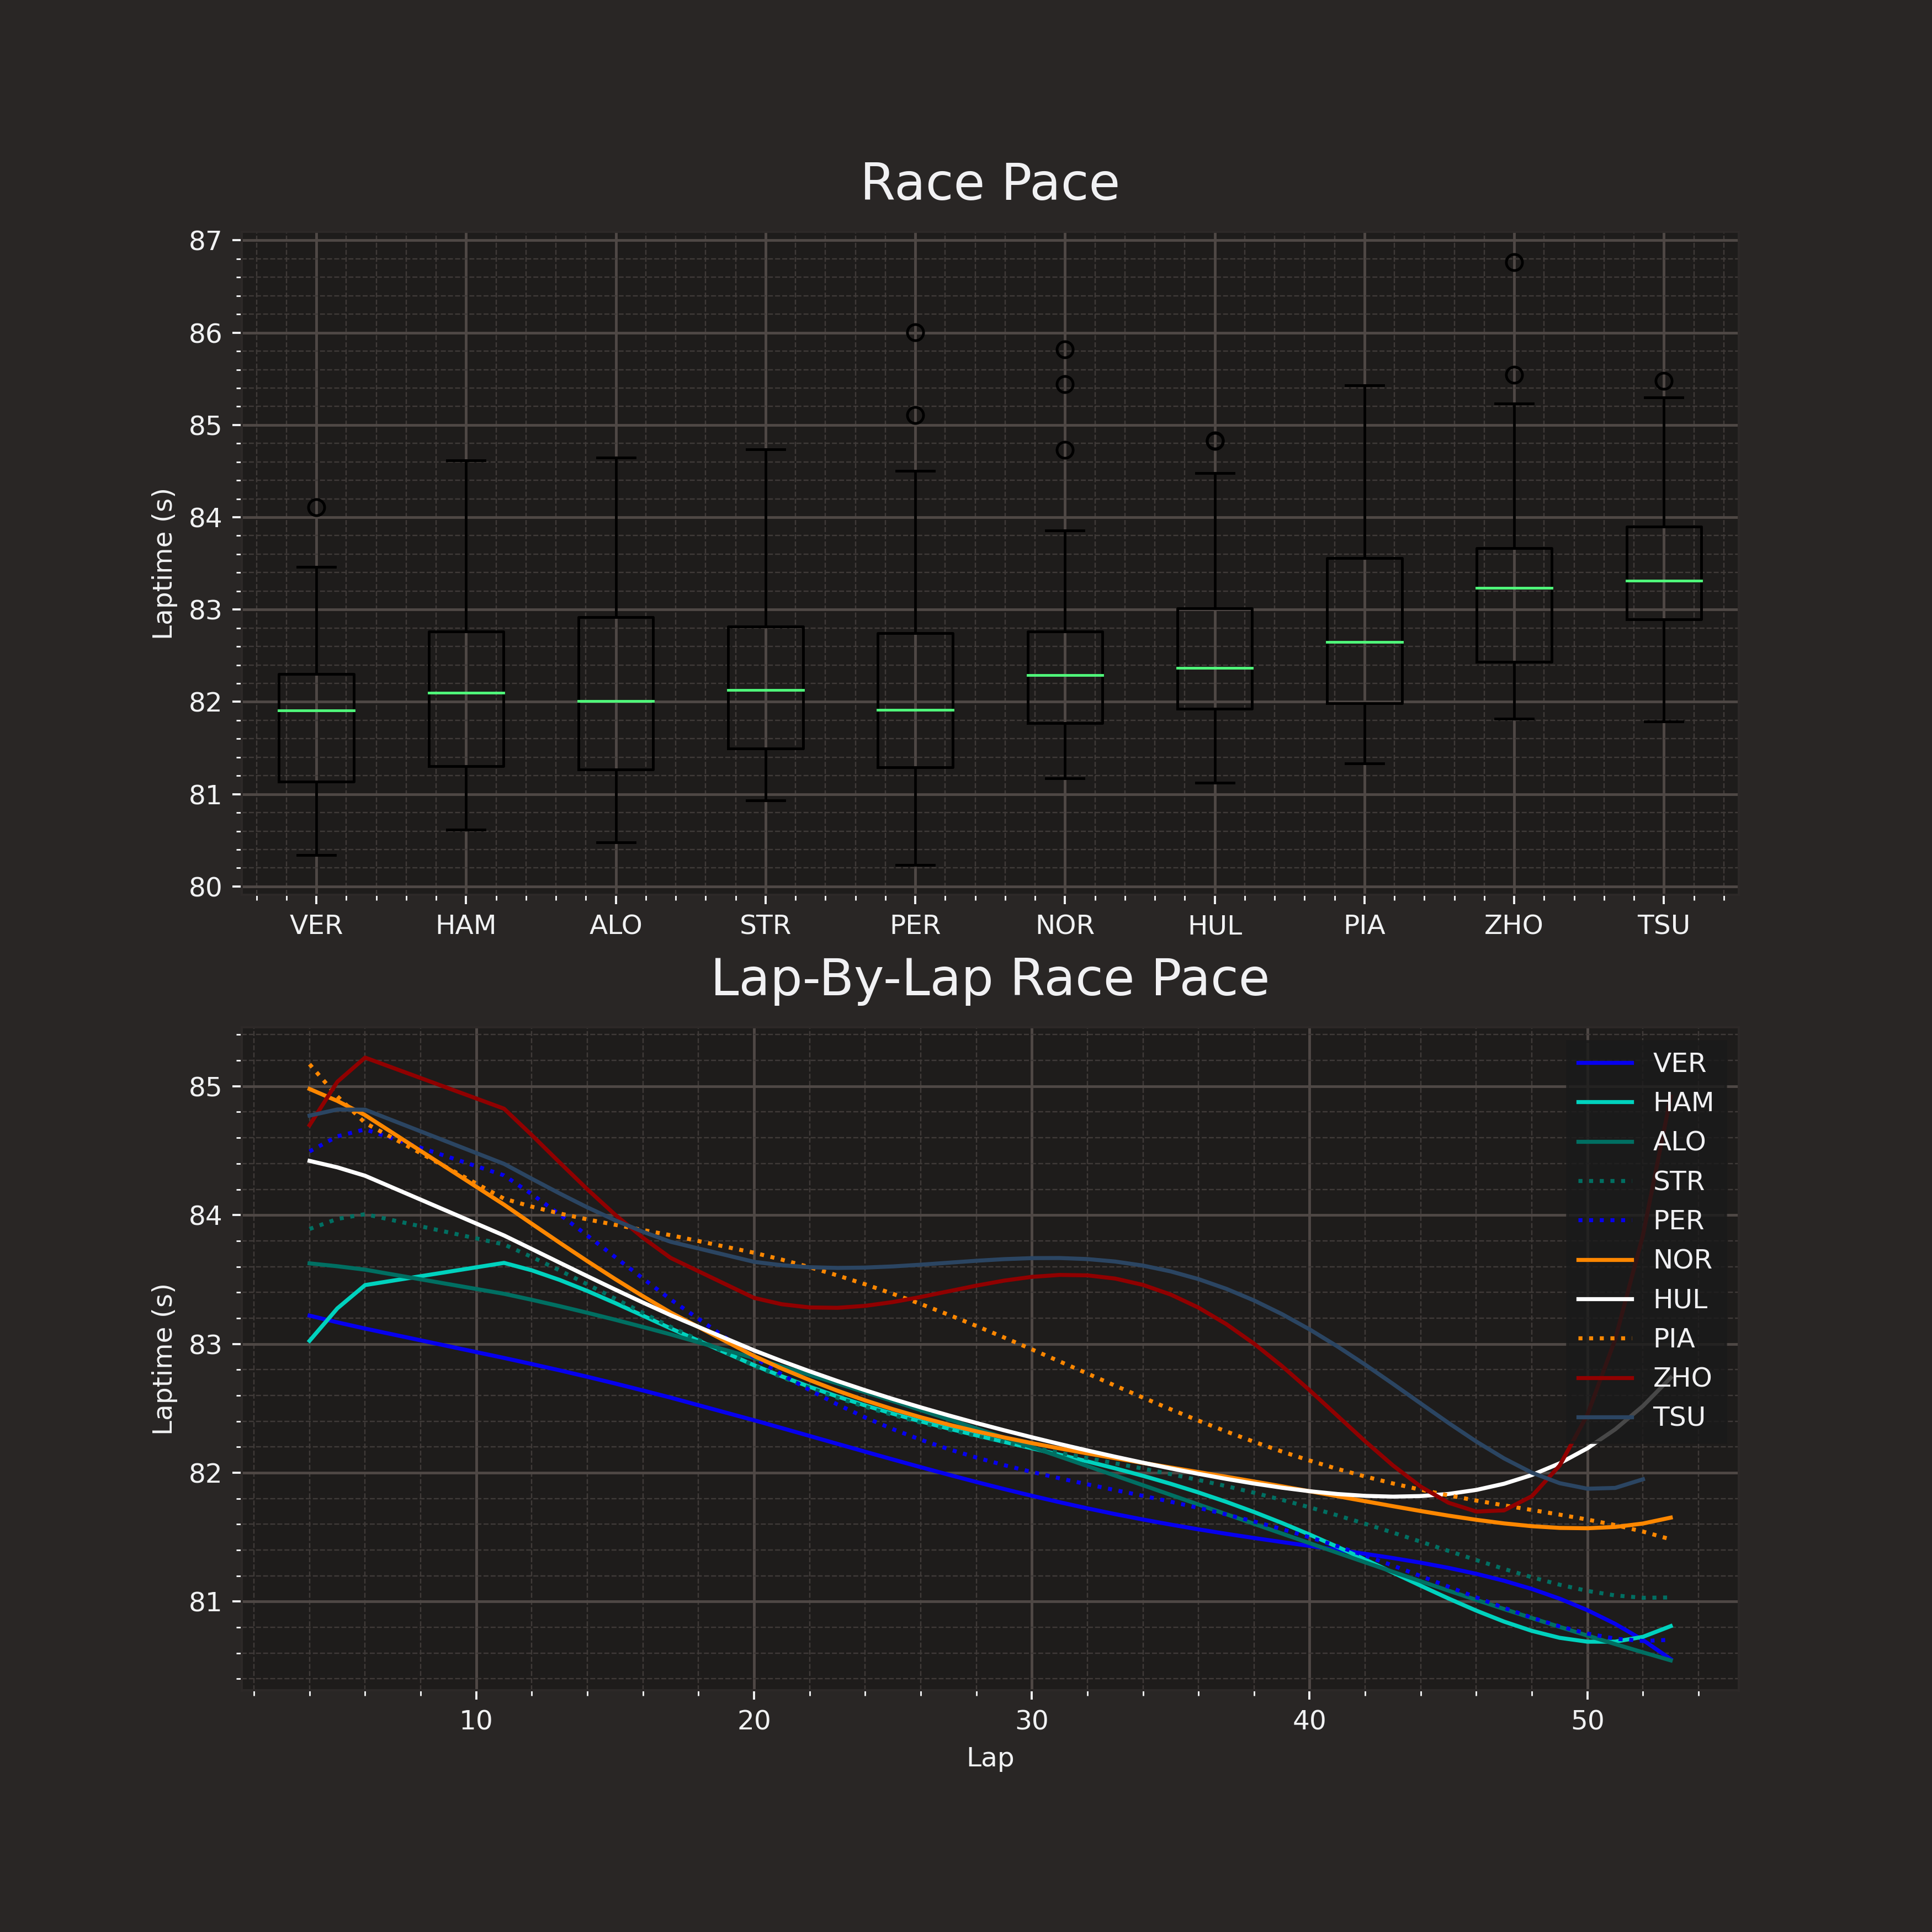 Race Pace
87
86
85
84
83
82
81
80
Laptime (s)
VER HAM ALO STR PER NOR HUL PIA ZHO TSU
Lap-By-Lap Race Pace
85
84
83
82
81
Laptime (s)
VER
HAM
ALO
STR
PER
NOR
HUL
PIA
ZHO
TSU
10 20 30 40 50
Lap